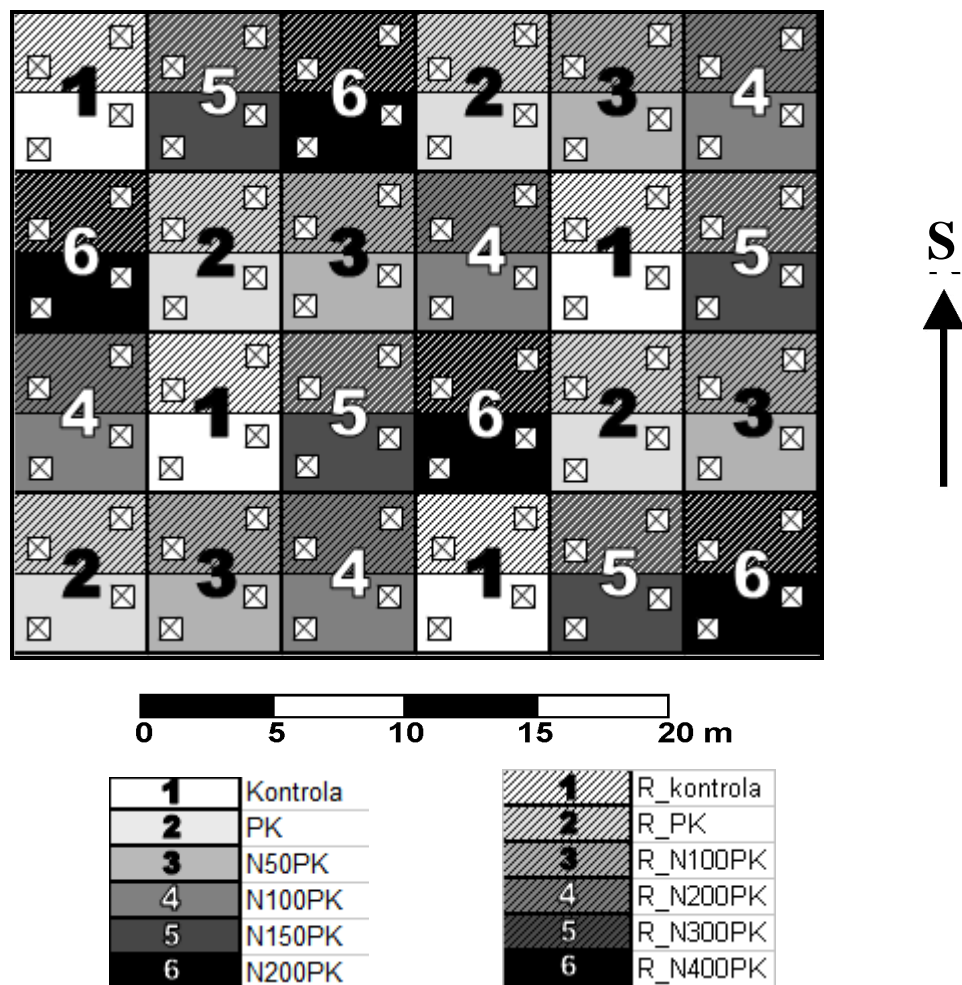 1 5 6 2 3 4
6 2 3 4 1 5
S
4 1 5 6 2 3
2 3 4 1 5 6
0 5 10 15 20 m
1 Kontrola
2 PK
3 N50PK
4 N100PK
5 N150PK
6 N200PK
1 R_kontrola
2 R_PK
3 R_N100PK
4 R_N200PK
5 R_N300PK
6 R_N400PK